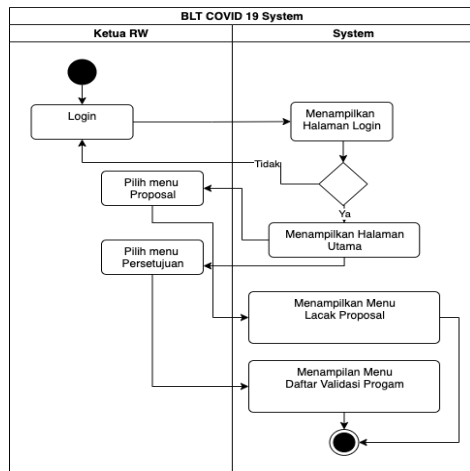 BLT COVID 19 System
Ketua RW
System
Login
Menampilkan
Halaman Login
Tidak
Pilih menu
Proposal
Ya
Menampilkan Halaman
Utama
Pilih menu
Persetujuan
Menampilkan Menu
Lacak Proposal
Menampilan Menu
Daftar Validasi Progam